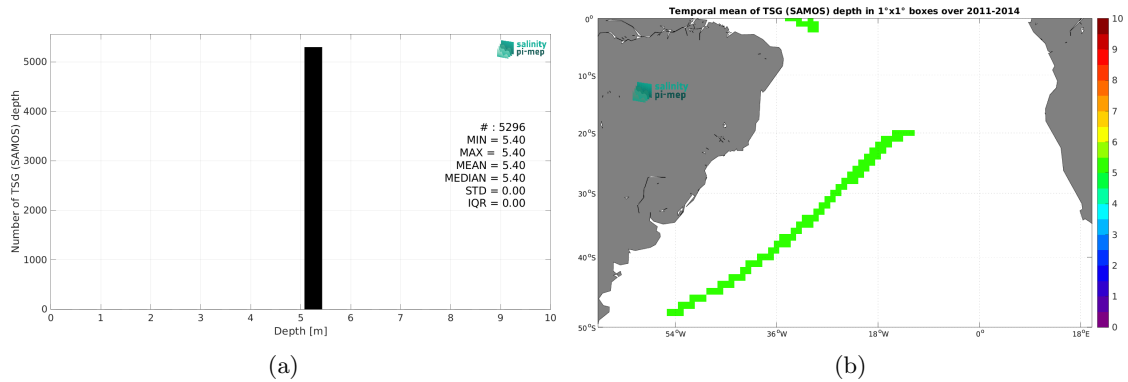 Number of TSG (SAMOS) depth
5000
4000
3000
2000
1000
0
salinity
pi-mep
# : 5296
MIN = 5.40
MAX = 5.40
MEAN = 5.40
MEDIAN = 5.40
STD = 0.00
IQR = 0.00
0 1 2 3 4 5 6 7 8 9 10
Depth [m]
(a)
Temporal mean of TSG (SAMOS) depth in 1°x1° boxes over 2011-2014
0°
10°S
20°S
30°S
40°S
50°S
salinity
pi-mep
54°W 36°W 18°W 0° 18°E
10
9
8
7
6
5
4
3
2
1
0
(b)